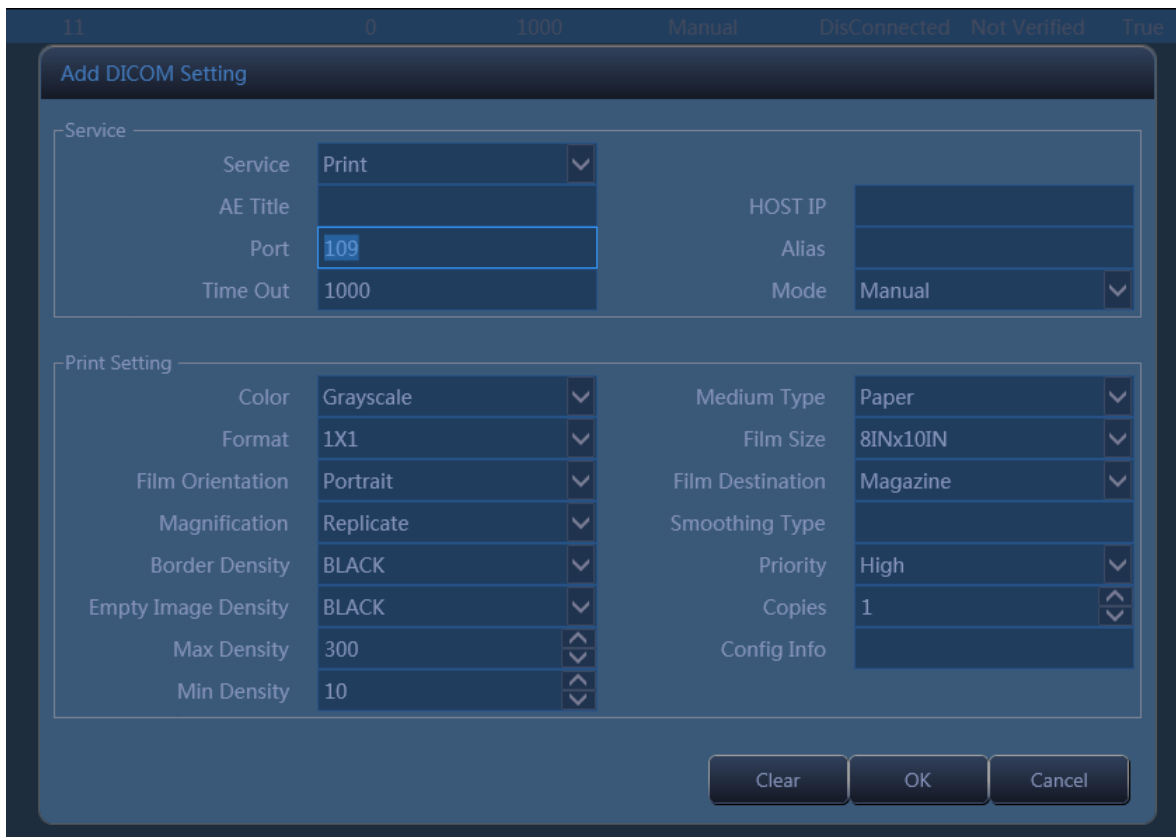 11 0 1000 Manual DisConnected Not Verified True
Add DICOM Setting
Service
Service Print
AE Title HOST IP
Port 109 Alias
Time Out 1000 Mode Manual
Print Setting
Color Grayscale Medium Type Paper
Format 1X1 Film Size 8INx10IN
Film Orientation Portrait Film Destination Magazine
Magnification Replicate Smoothing Type
Border Density BLACK Priority High
Empty Image Density BLACK Copies 1
Max Density 300 Config Info
Min Density 10
Clear OK Cancel